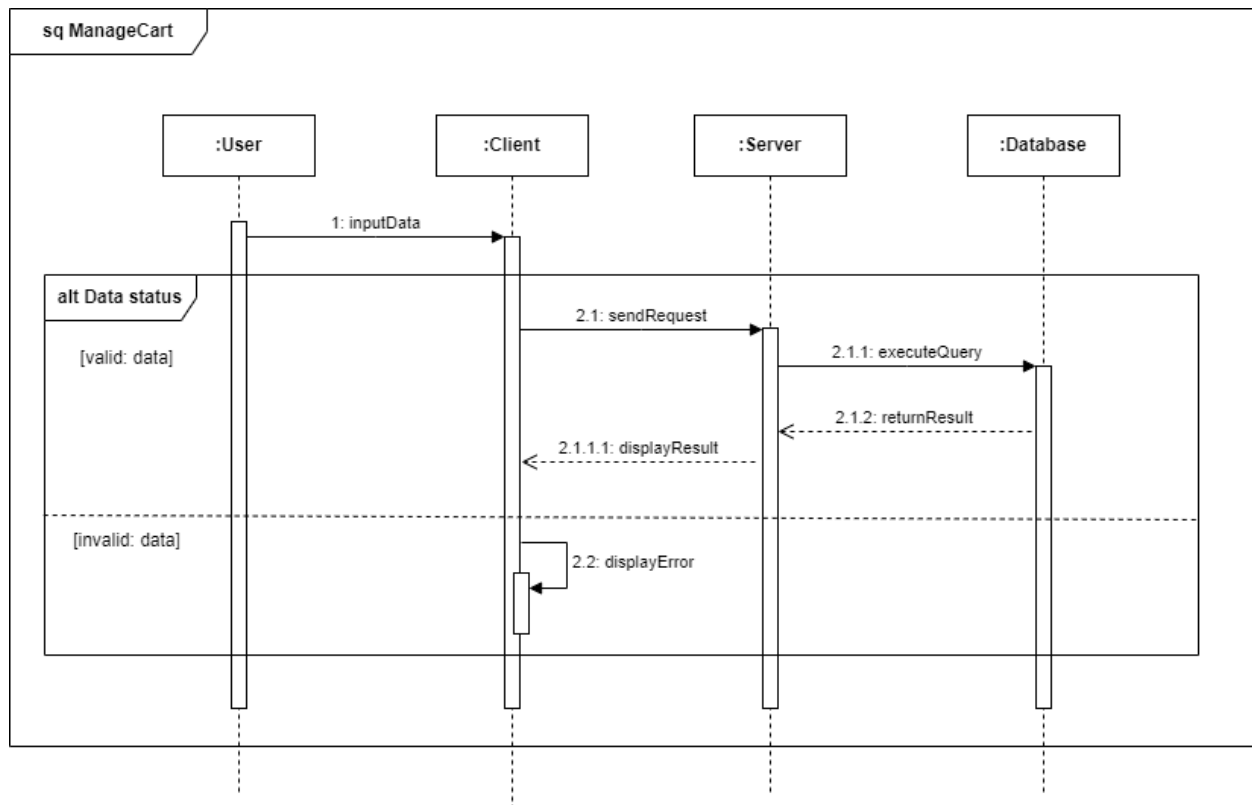 sq ManageCart
:User
:Client
:Server
:Database
1: inputData
alt Data status
2.1: sendRequest
[valid: data]
2.1.1: executeQuery
2.1.2: returnResult
2.1.1.1: displayResult
[invalid: data]
2.2: displayError